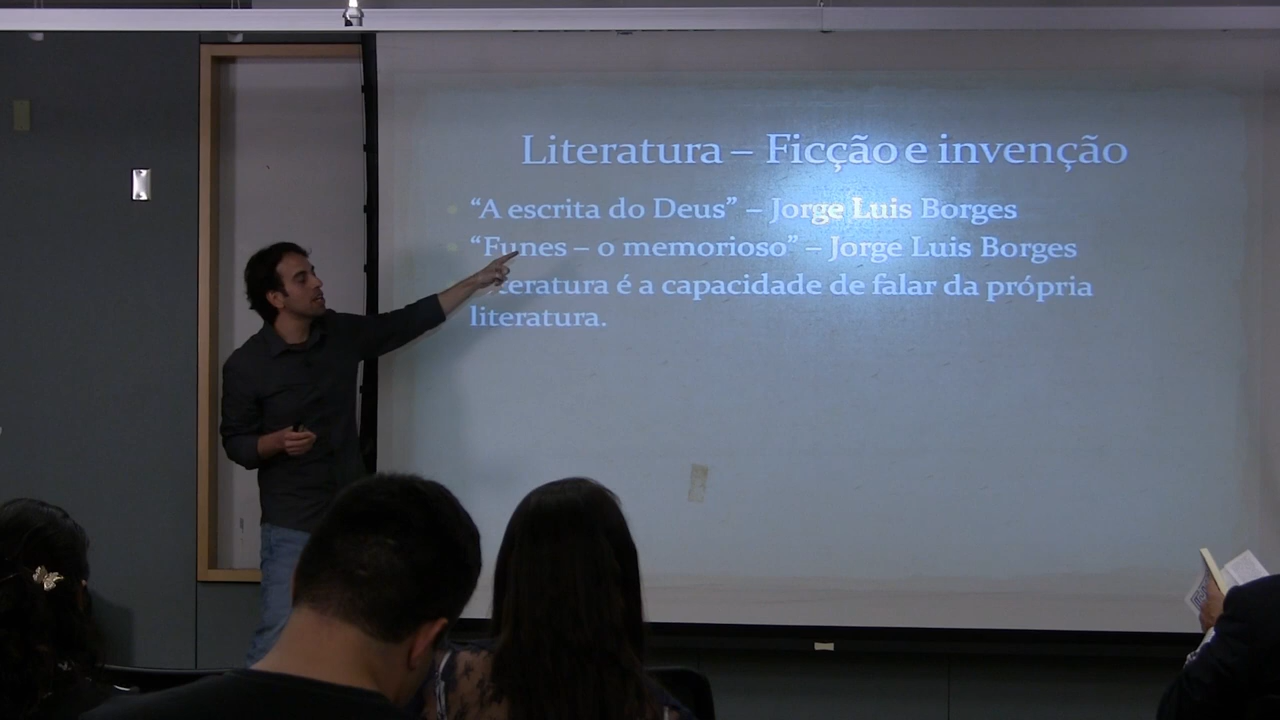 Literatura – Ficção e invenção
“A escrita do Deus” – Jorge Luis Borges
“Funes – o memorioso” – Jorge Luis Borges
Literatura é a capacidade de falar da própria
literatura.